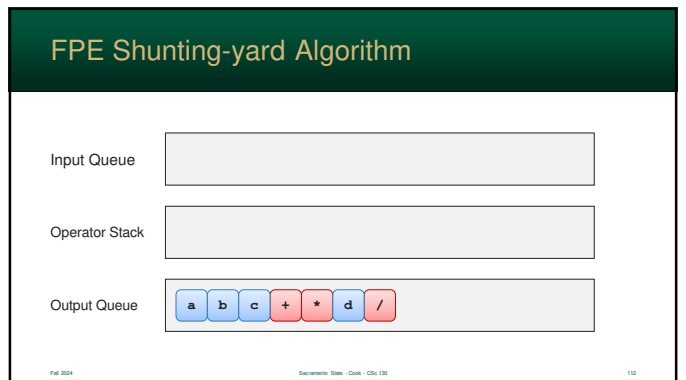 FPE Shunting-yard Algorithm
Input Queue
Operator Stack
Output Queue a b c + * d /
Fall 2024 Sacramento State - Cook - CSc 130 112